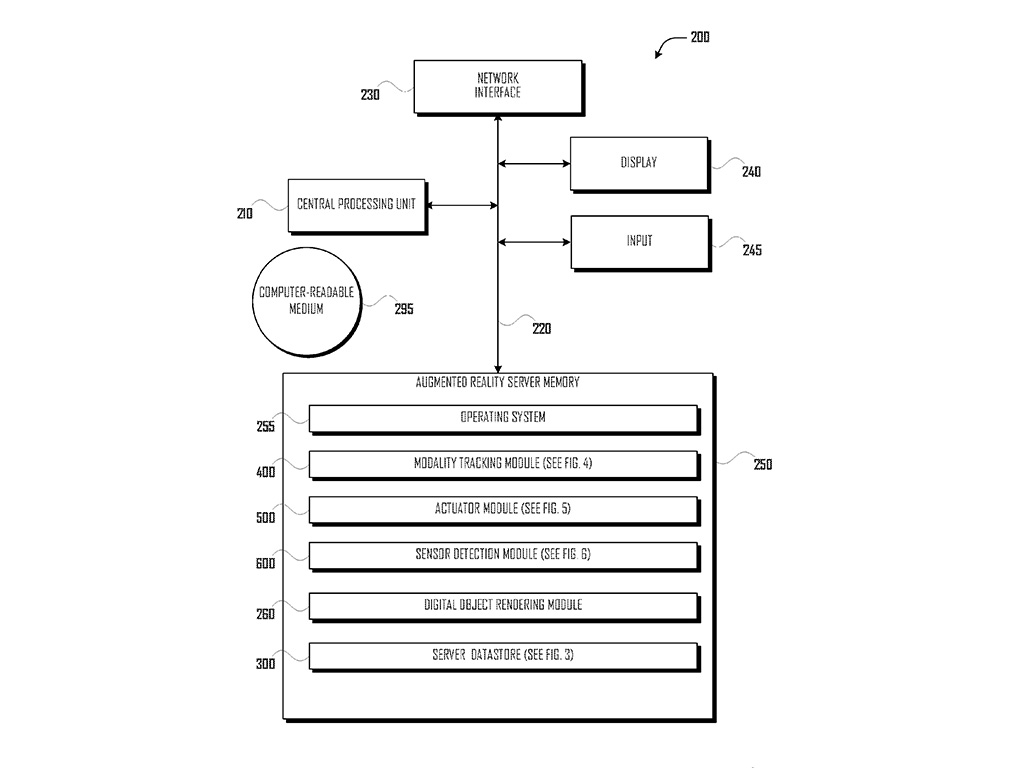 200
NETWORK
INTERFACE
230
DISPLAY
240
CENTRAL PROCESSING UNIT
210
INPUT
245
COMPUTER-READABLE
MEDIUM
295
220
AUGMENTED REALITY SERVER MEMORY
OPERATING SYSTEM
255
MODALITY TRACKING MODULE (SEE FIG. 4)
400
250
ACTUATOR MODULE (SEE FIG. 5)
500
SENSOR DETECTION MODULE (SEE FIG. 6)
600
DIGITAL OBJECT RENDERING MODULE
260
SERVER DATASTORE (SEE FIG. 3)
300